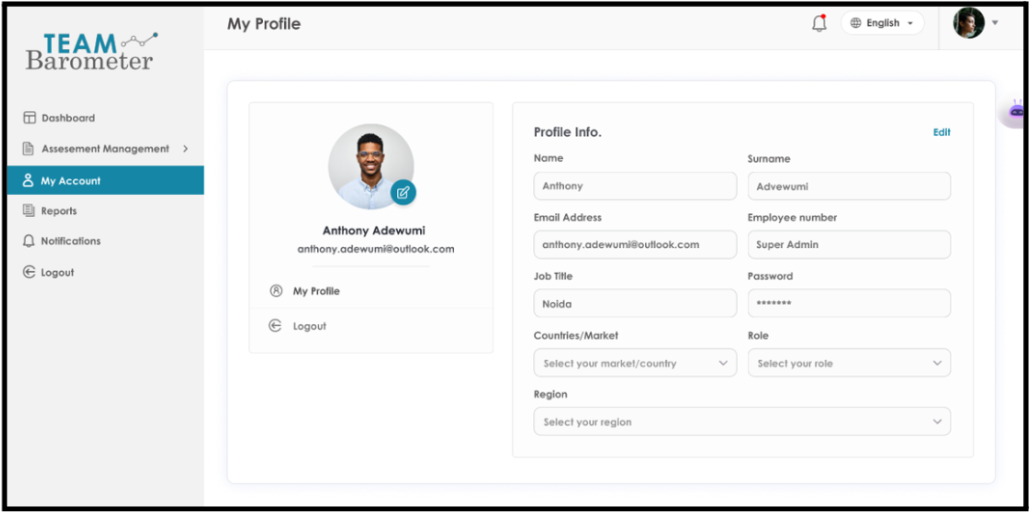 TEAM
Barometer
My Profile
English
Dashboard
Assesement Management
My Account
Reports
Notifications
Logout
Anthony Adewumi
anthony.adewumi@outlook.com
My Profile
Logout
Profile Info.
Edit
Name
Surname
Anthony
Advewumi
Email Address
Employee number
anthony.adewumi@outlook.com
Super Admin
Job Title
Password
Noida
*******
Countries/Market
Role
Select your market/country
Select your role
Region
Select your region